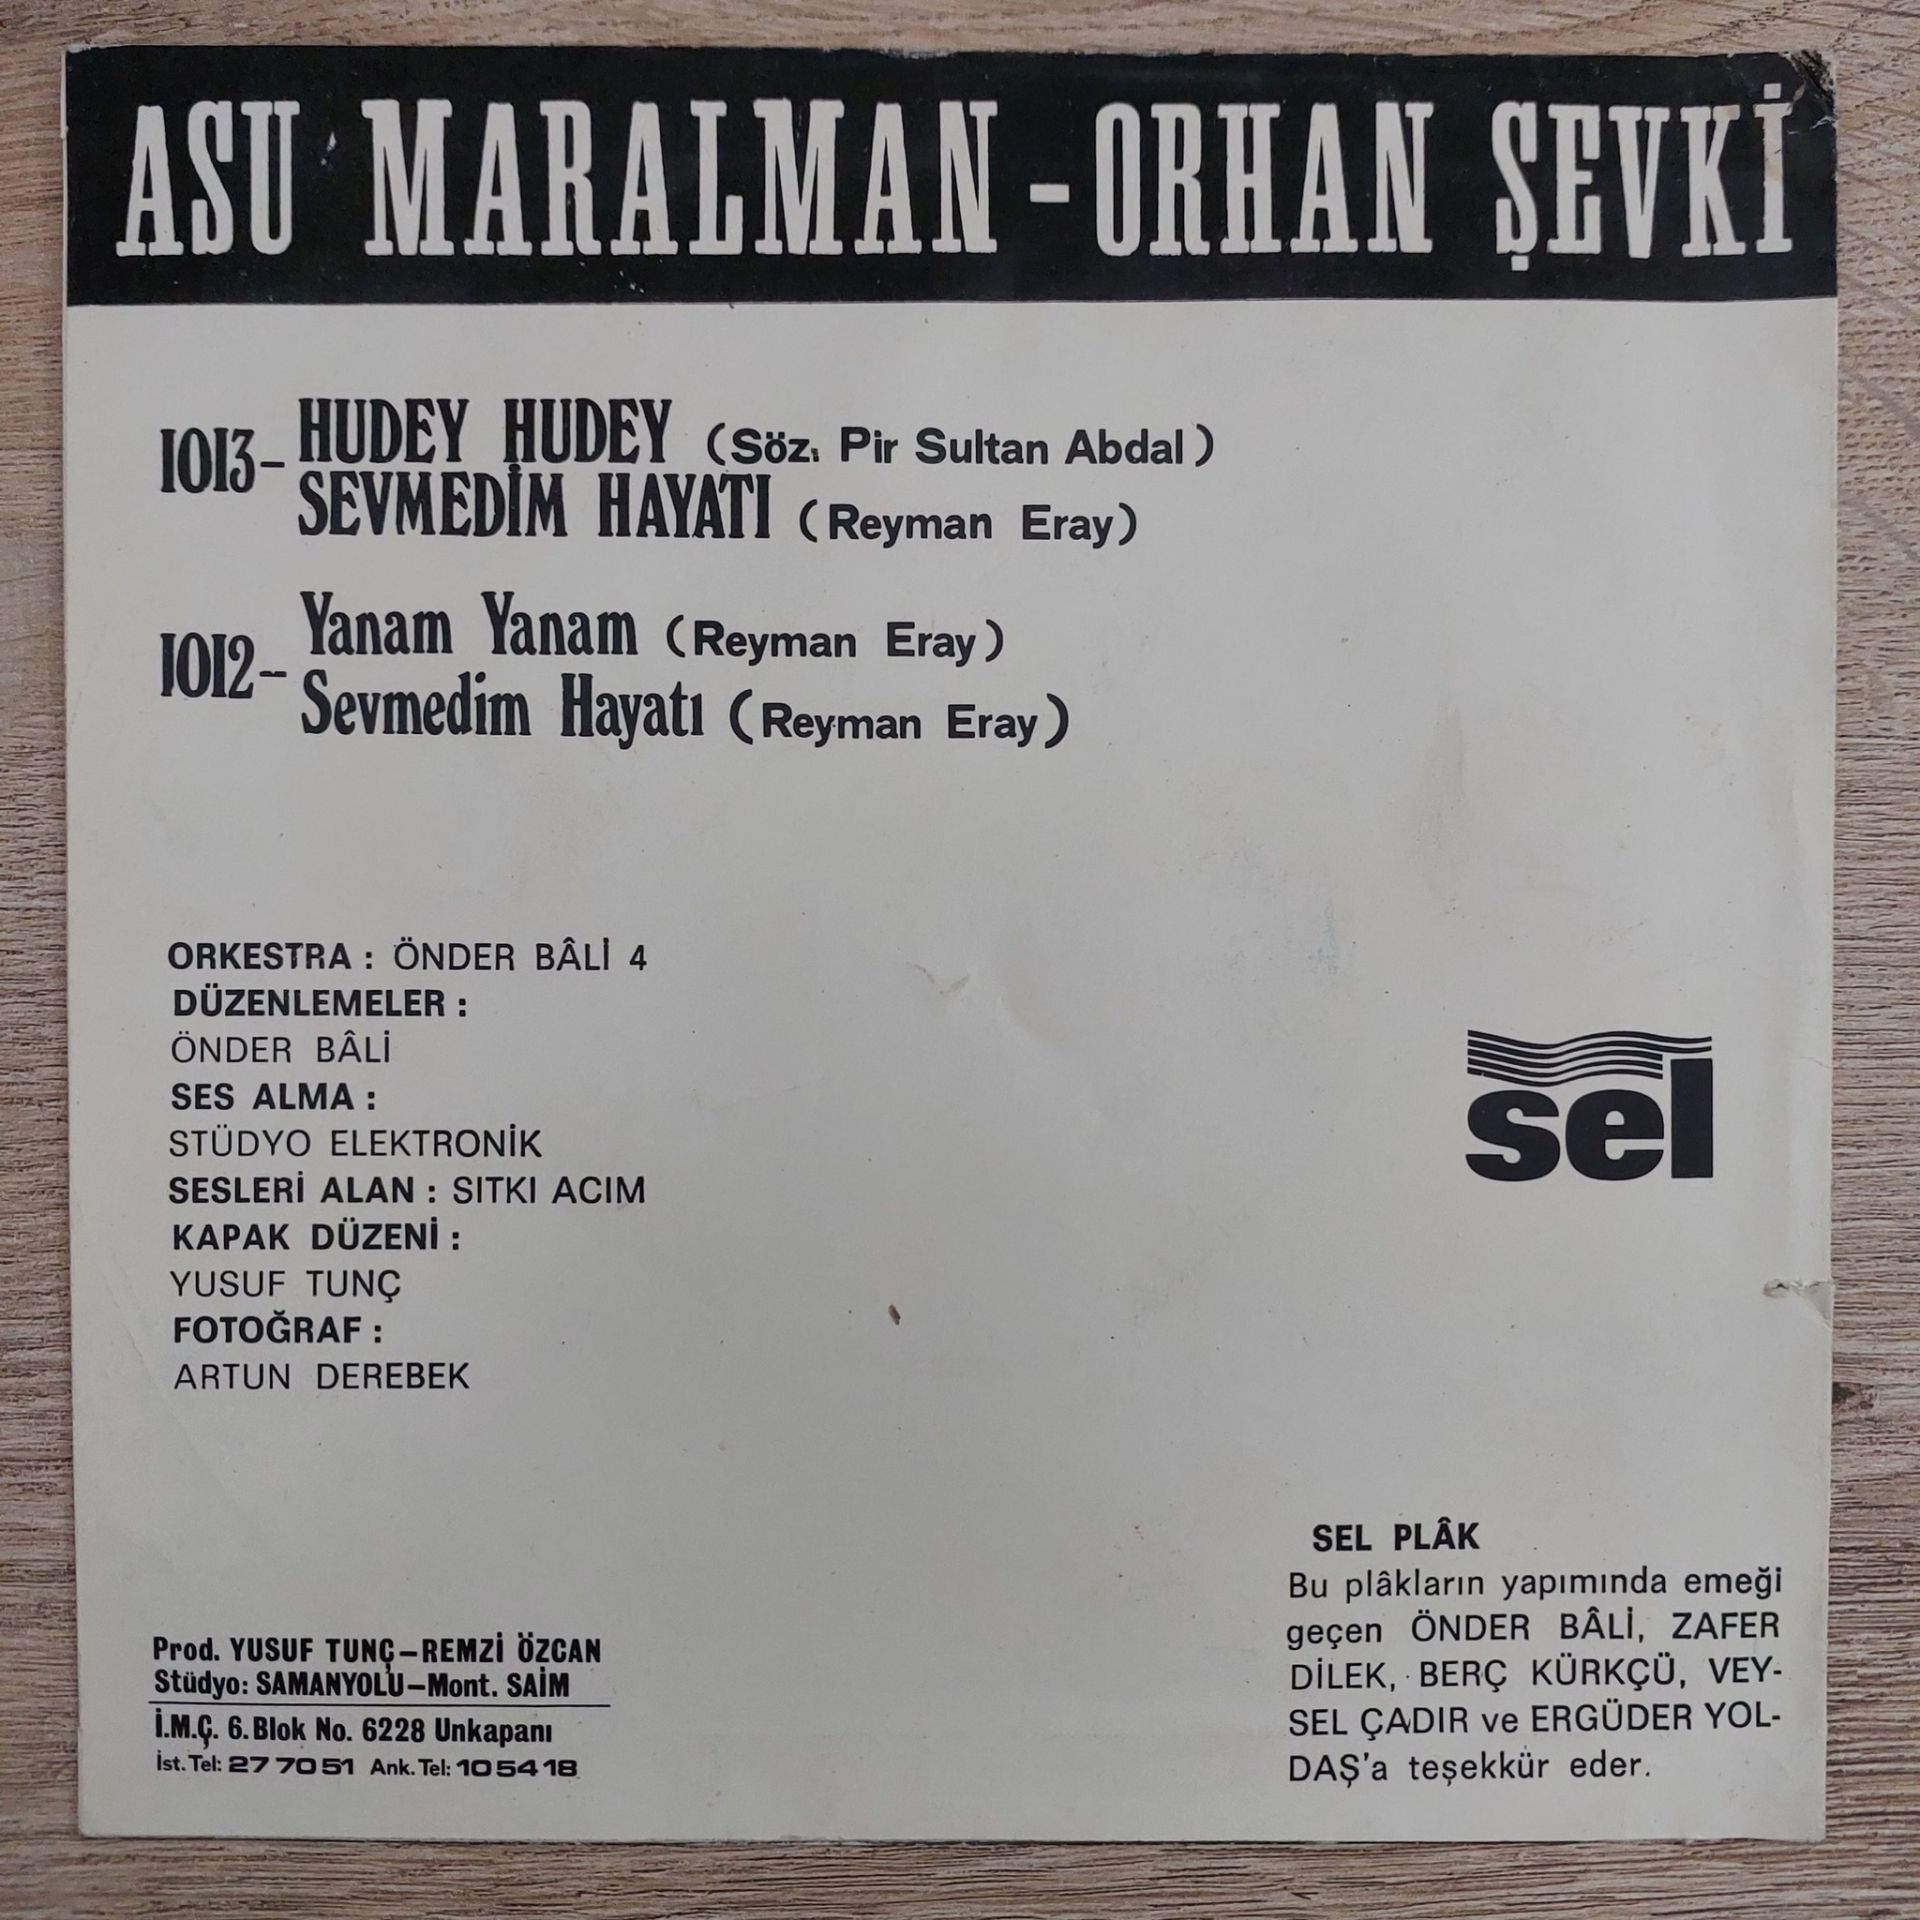 ASU MARALMAN - ORHAN ŞEVKİ
1013- HUDEY HUDEY (Söz: Pir Sultan Abdal)
SEVMEDİM HAYATI (Reyman Eray)
1012- Yanam Yanam (Reyman Eray)
Sevmedim Hayatı (Reyman Eray)
ORKESTRA : ÖNDER BÂLİ 4
DÜZENLEMELER :
ÖNDER BÂLİ
SES ALMA :
STÜDYO ELEKTRONİK
SESLERİ ALAN : SITKI ACIM
KAPAK DÜZENİ :
YUSUF TUNÇ
FOTOĞRAF :
ARTUN DEREBEK
sel
Prod. YUSUF TUNÇ-REMZİ ÖZCAN
Stüdyo: SAMANYOLU-Mont. SAİM
İ.M.Ç. 6.Blok No. 6228 Unkapanı
İst. Tel: 27 70 51 Ank. Tel: 10 54 18
SEL PLÂK
Bu plâkların yapımında emeği
geçen ÖNDER BÂLİ, ZAFER
DİLEK, BERÇ KÜRKÇÜ, VEY-
SEL ÇADIR ve ERGÜDER YOL-
DAŞ'a teşekkür eder.